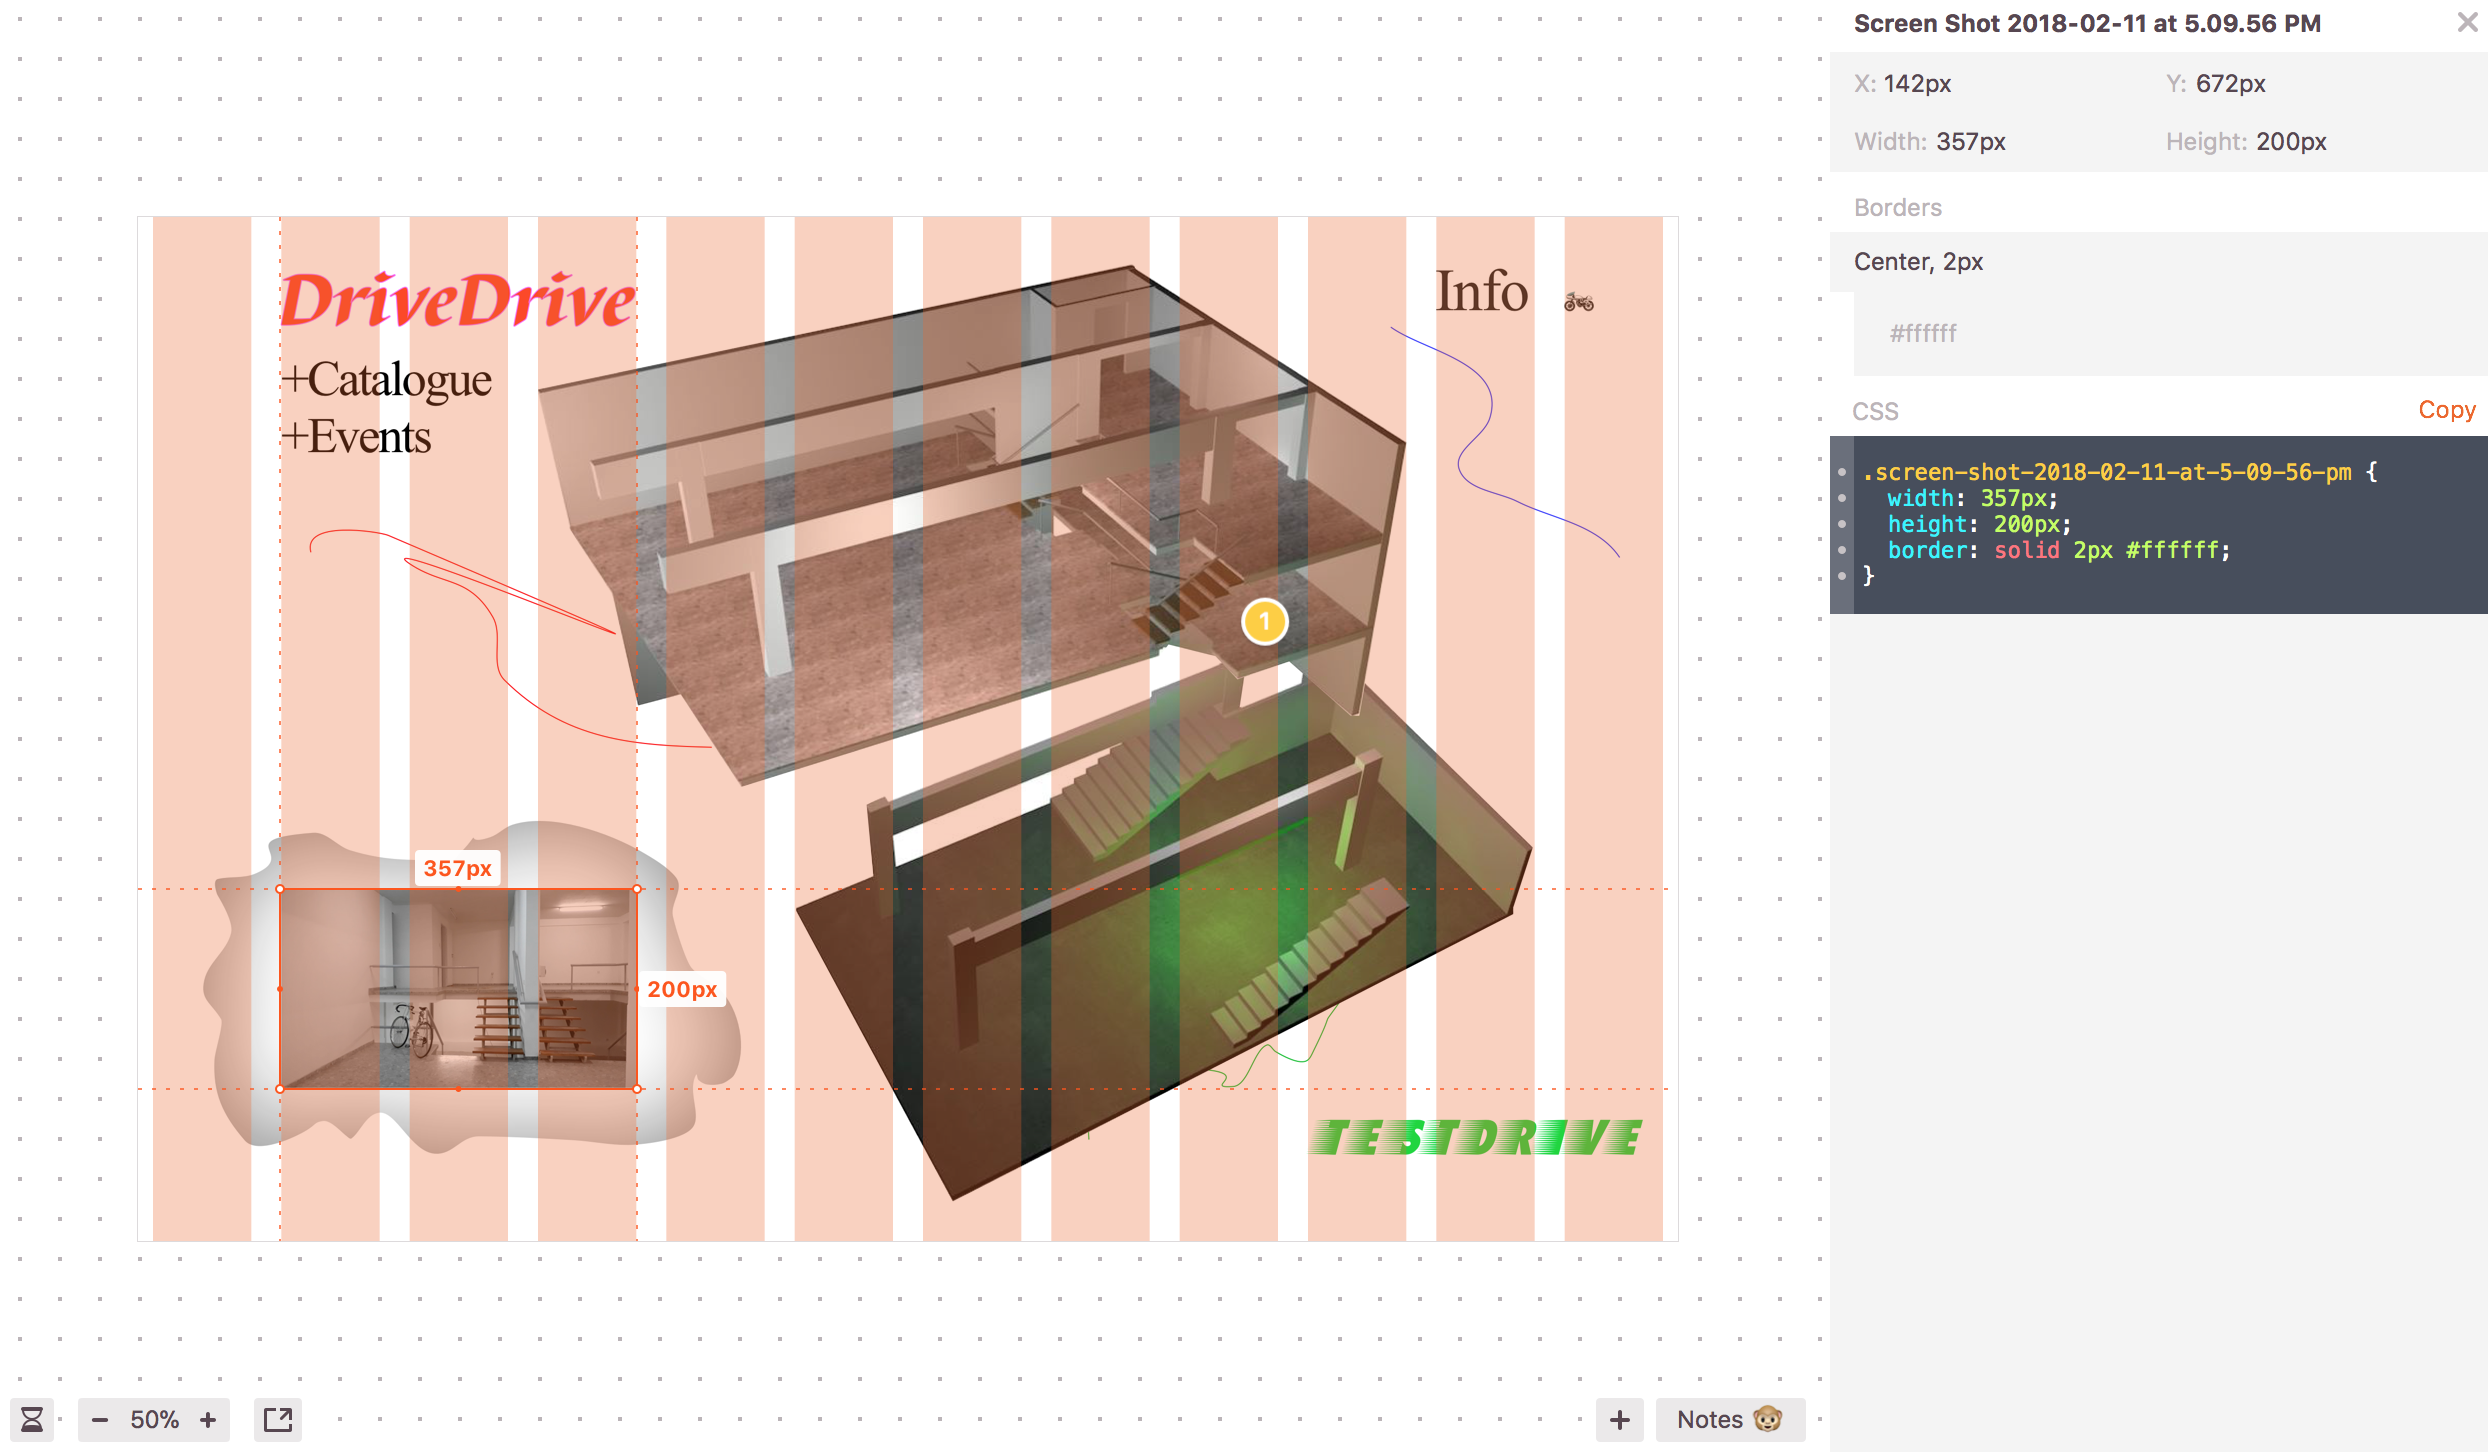 Screen Shot 2018-02-11 at 5.09.56 PM
X: 142px Y: 672px
Width: 357px Height: 200px
Borders
Center, 2px
#ffffff
CSS Copy
.screen-shot-2018-02-11-at-5-09-56-pm {
width: 357px;
height: 200px;
border: solid 2px #ffffff;
}
DriveDrive
Info
+Catalogue
+Events
1
357px
200px
TESTDRIVE
50%
Notes